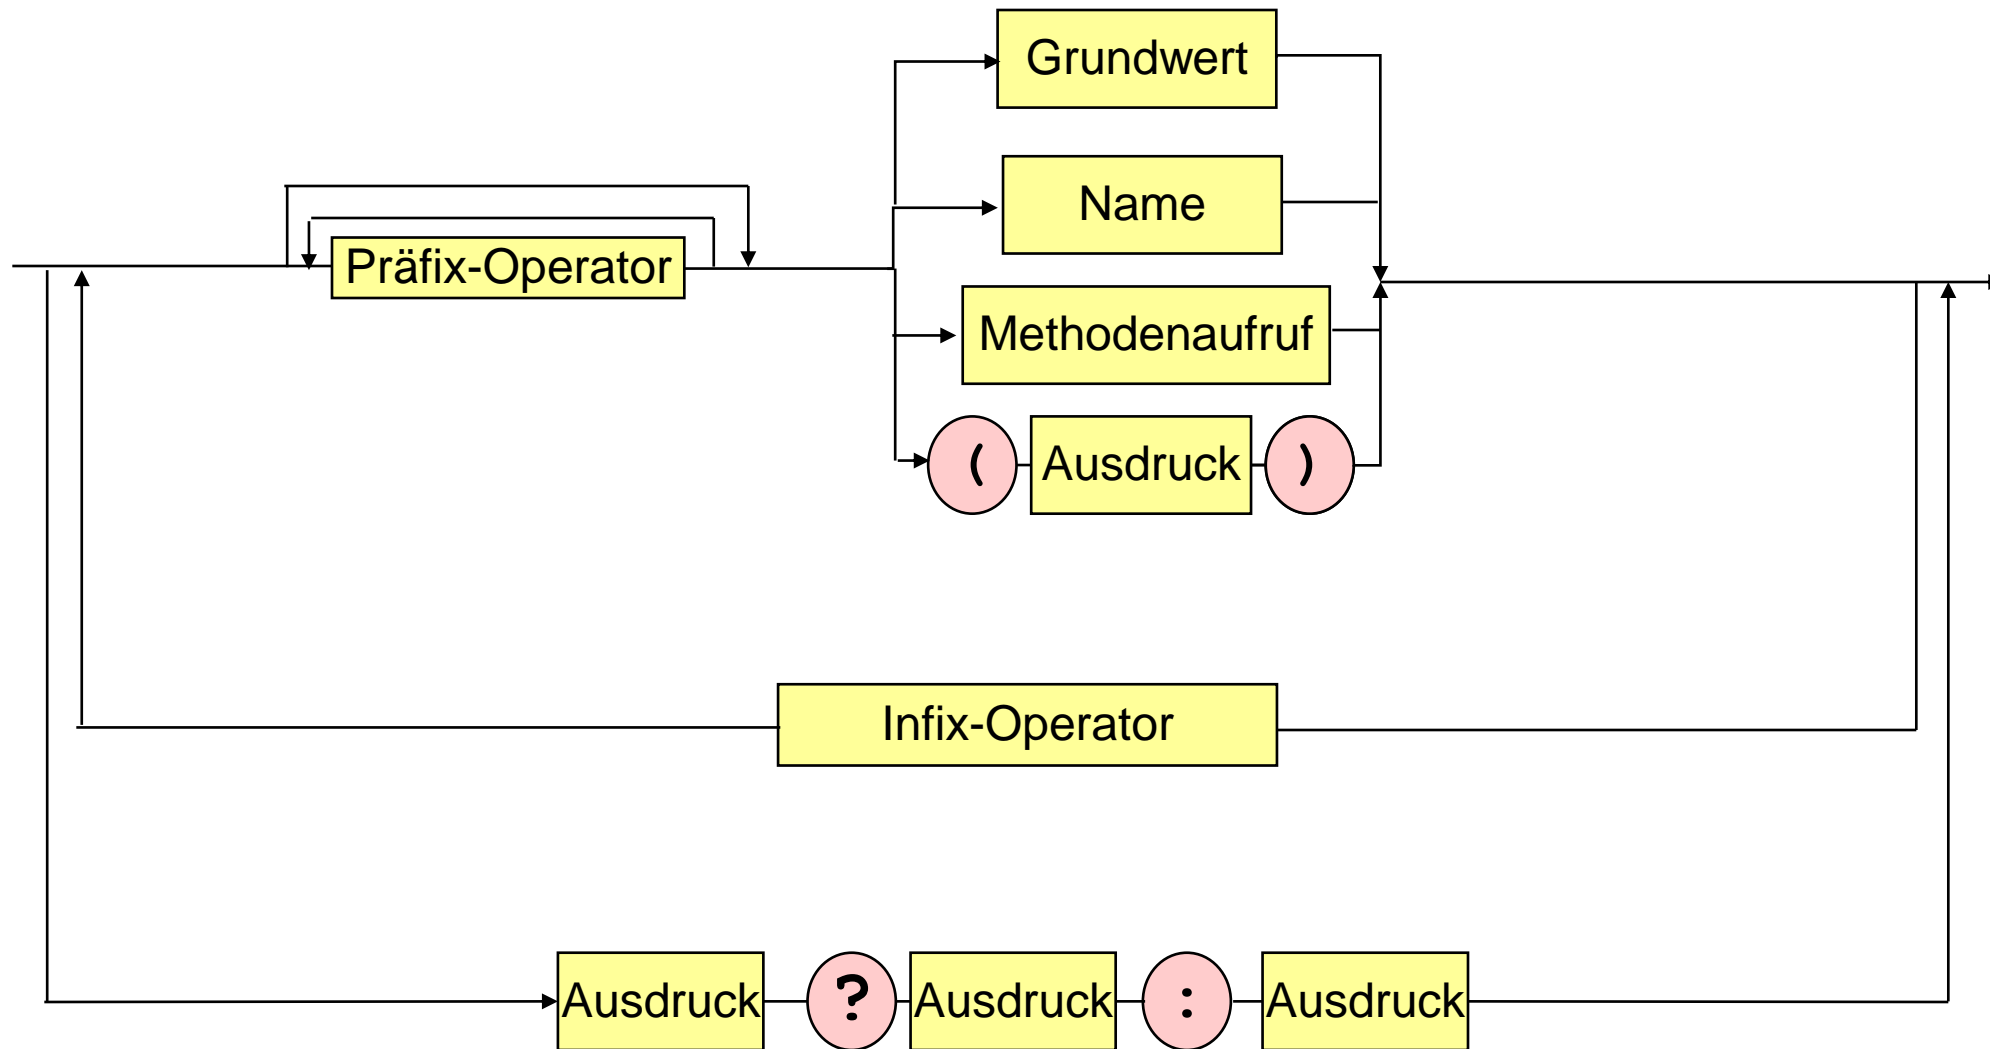 Grundwert
Name
Präfix-Operator
Methodenaufruf
( Ausdruck )
Infix-Operator
Ausdruck ? Ausdruck : Ausdruck